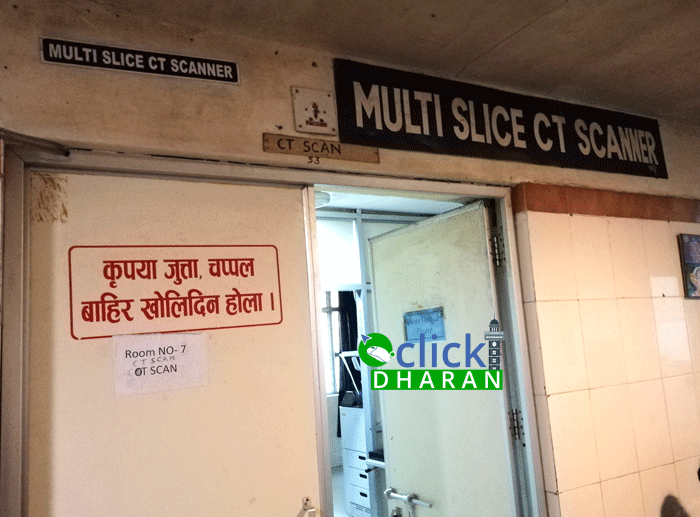 MULTI SLICE CT SCANNER
MULTI SLICE CT SCANNER
CT SCAN
53
कृपया जुत्ता, चप्पल
बाहिर खोलिदिन होला ।
Room NO- 7
CT SCAN
CT SCAN
click
DHARAN